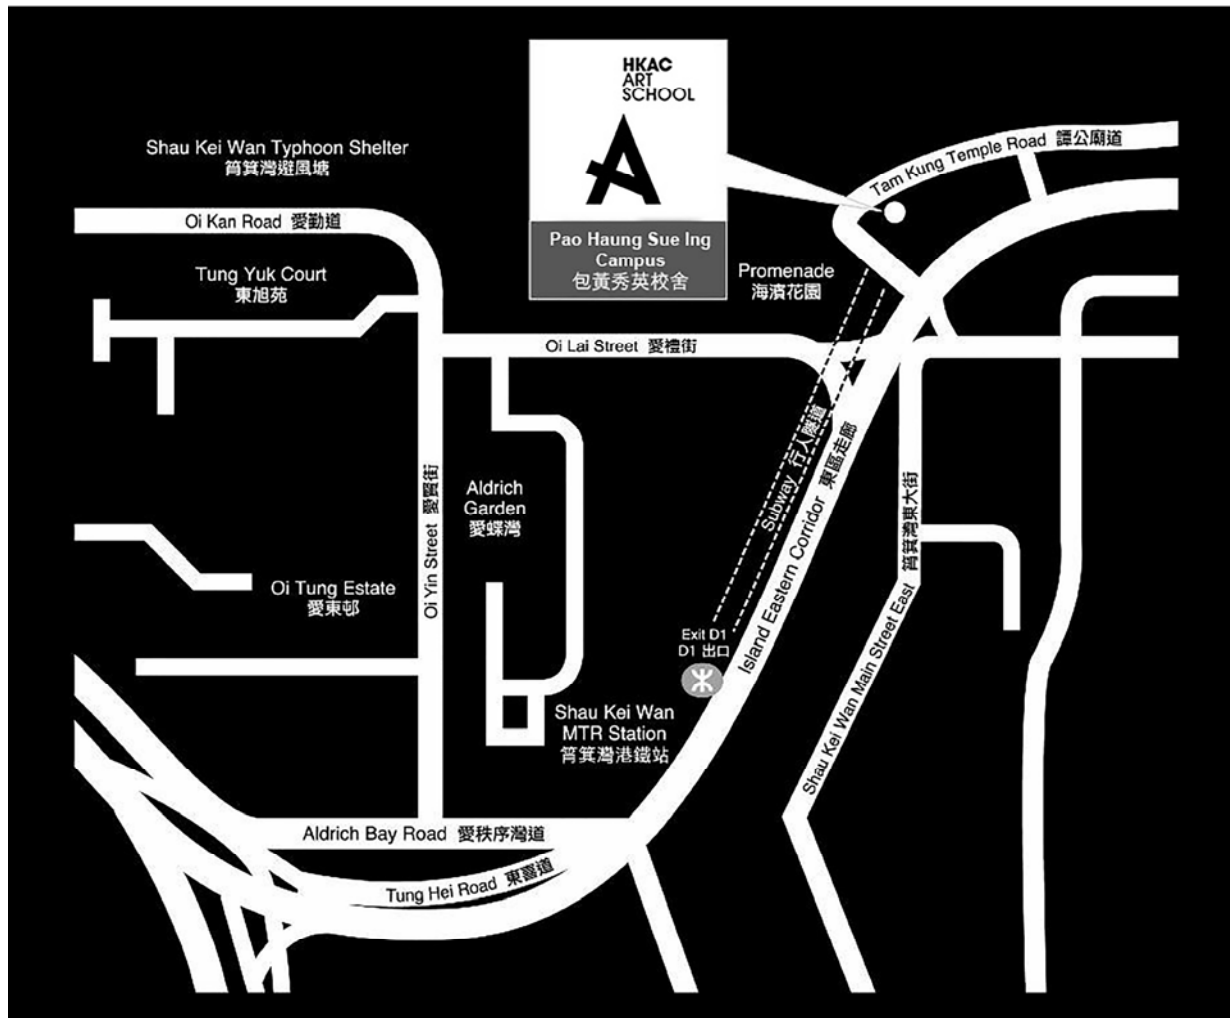 HKAC
ART
SCHOOL
Pao Haung Sue Ing
Campus
包黃秀英校舍
Shau Kei Wan Typhoon Shelter
筲箕灣避風塘
Tam Kung Temple Road 譚公廟道
Oi Kan Road 愛勤道
Tung Yuk Court
東旭苑
Promenade
海濱花園
Oi Lai Street 愛禮街
Subway 行人隧道
Island Eastern Corridor 東區走廊
Shau Kei Wan Main Street East 筲箕灣東大街
Oi Yin Street 愛賢街
Aldrich
Garden
愛蝶灣
Oi Tung Estate
愛東邨
Exit D1
D1 出口
Shau Kei Wan
MTR Station
筲箕灣港鐵站
Aldrich Bay Road 愛秩序灣道
Tung Hei Road 東喜道